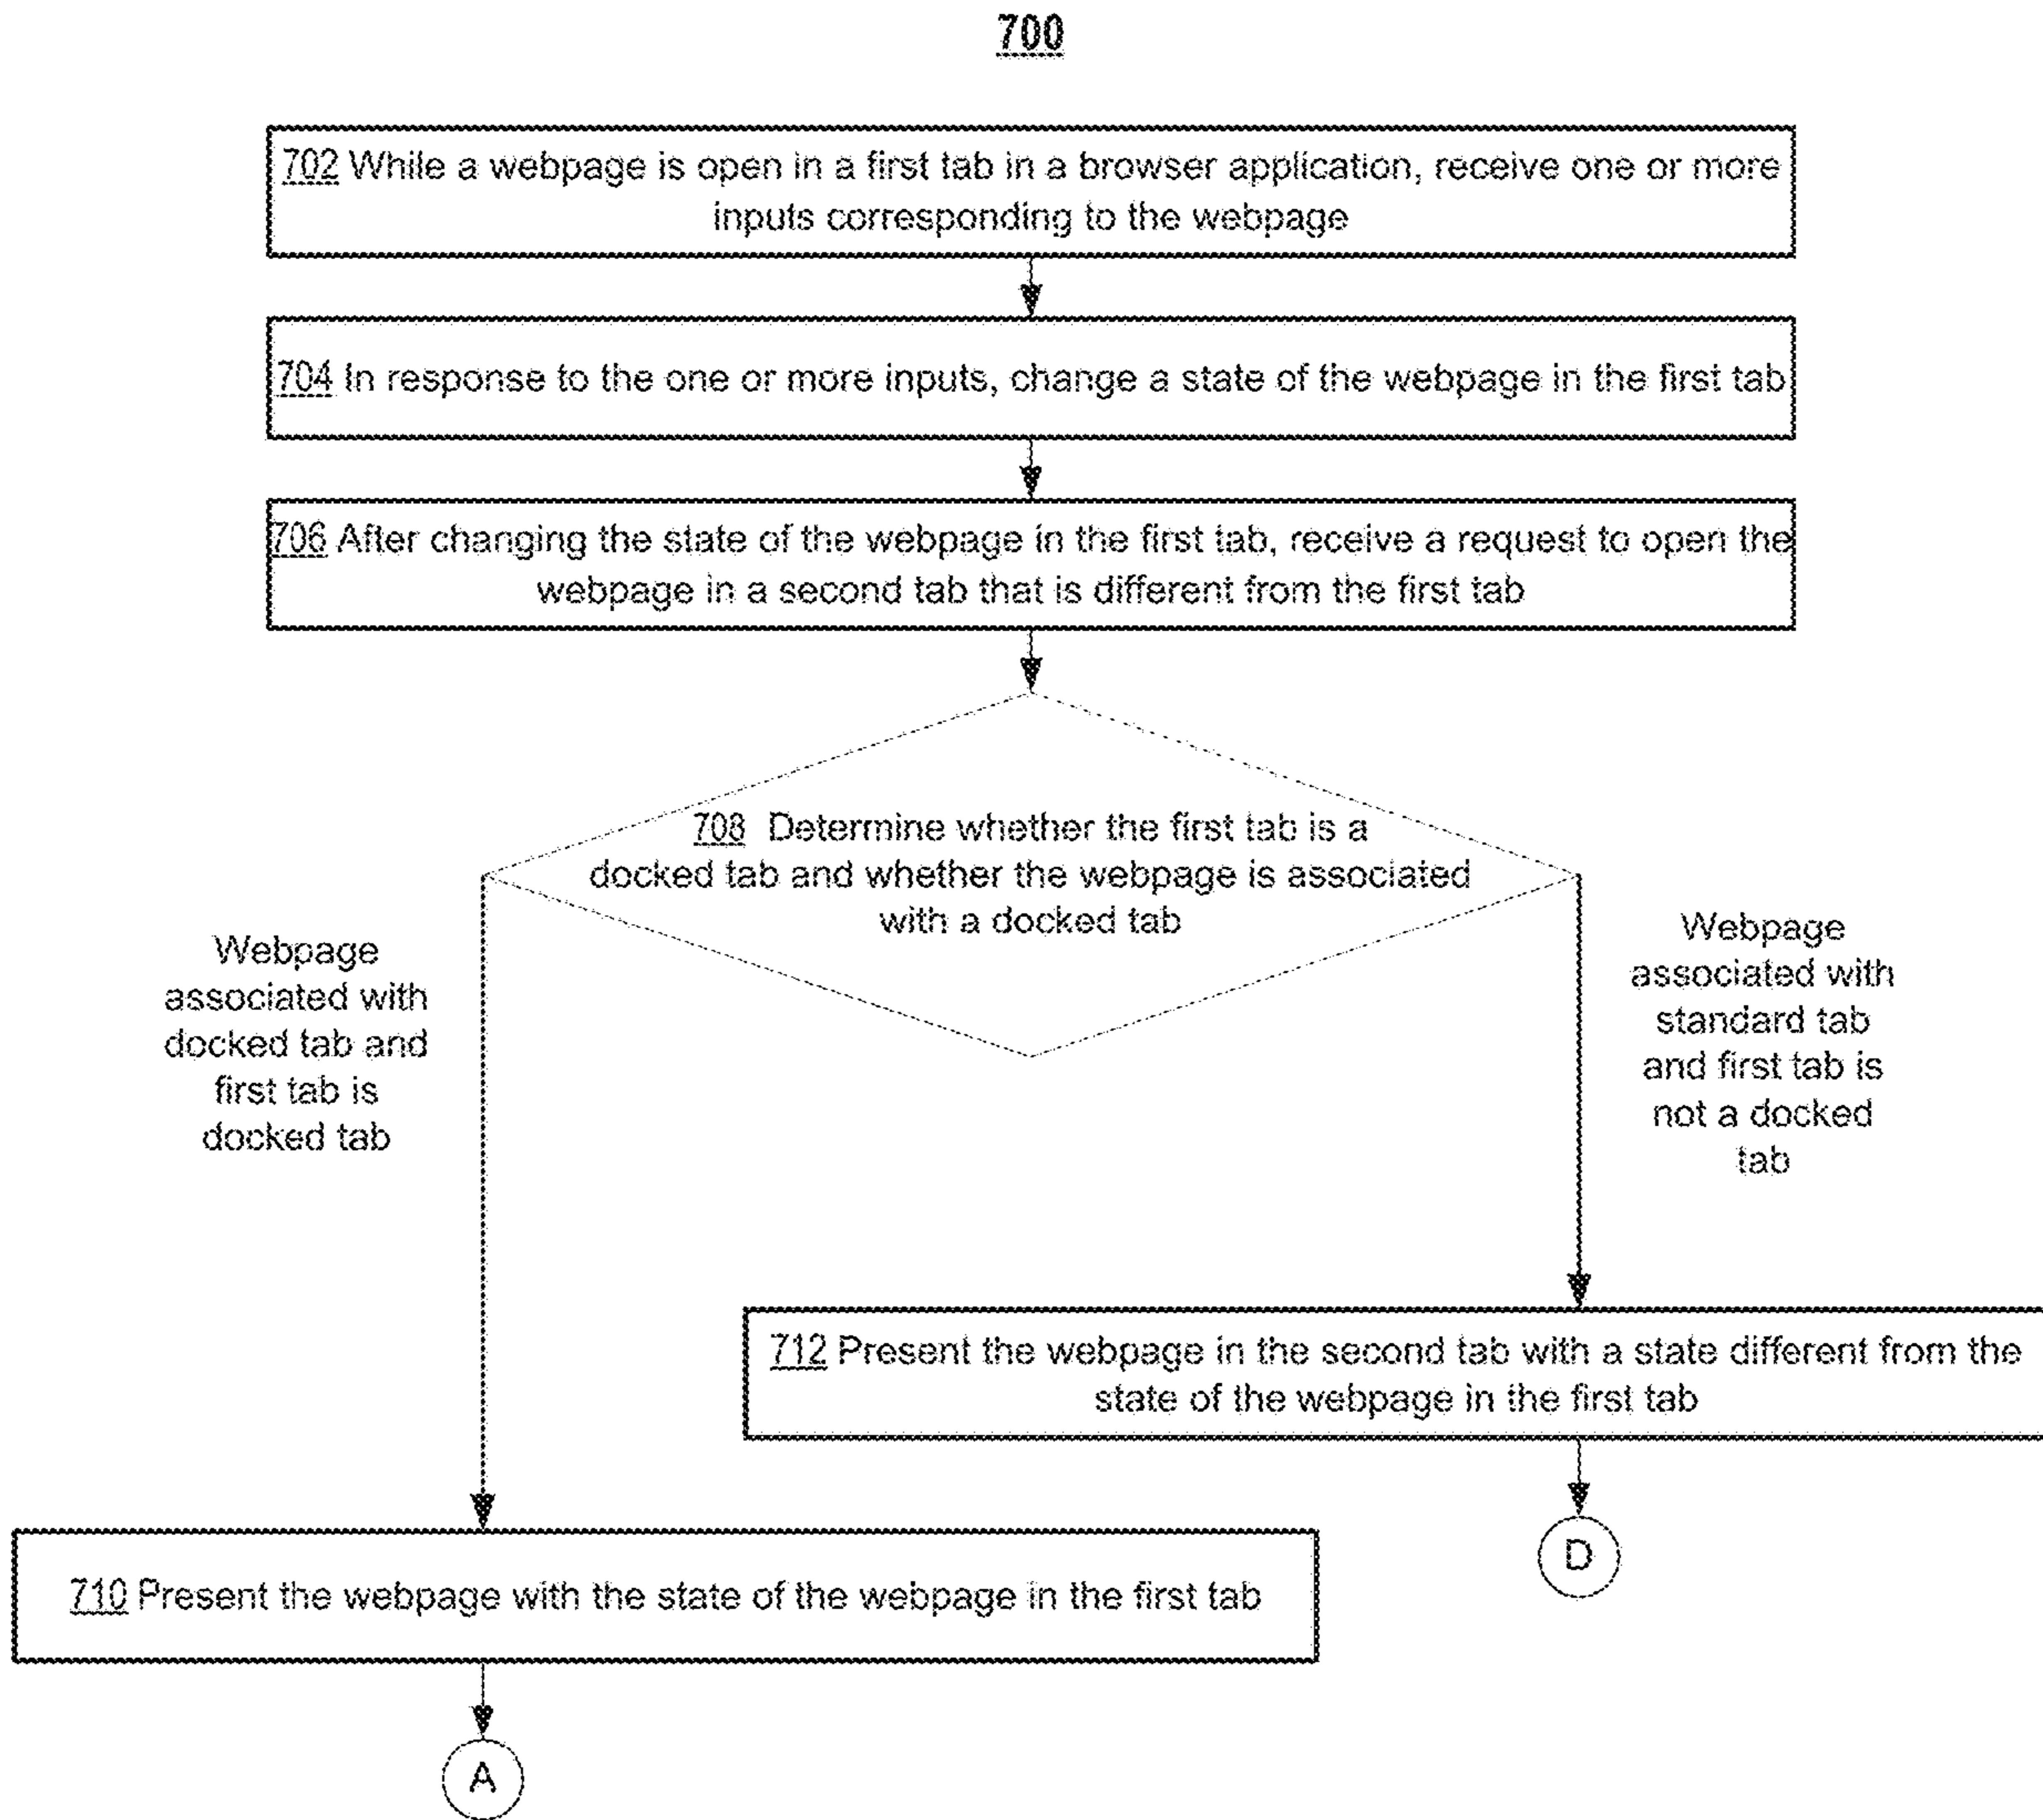 700
702 While a webpage is open in a first tab in a browser application, receive one or more
inputs corresponding to the webpage
704 In response to the one or more inputs, change a state of the webpage in the first tab
706 After changing the state of the webpage in the first tab, receive a request to open the
webpage in a second tab that is different from the first tab
708 Determine whether the first tab is a
docked tab and whether the webpage is associated
with a docked tab
Webpage
associated with
docked tab and
first tab is
docked tab
Webpage
associated with
standard tab
and first tab is
not a docked
tab
712 Present the webpage in the second tab with a state different from the
state of the webpage in the first tab
D
710 Present the webpage with the state of the webpage in the first tab
A